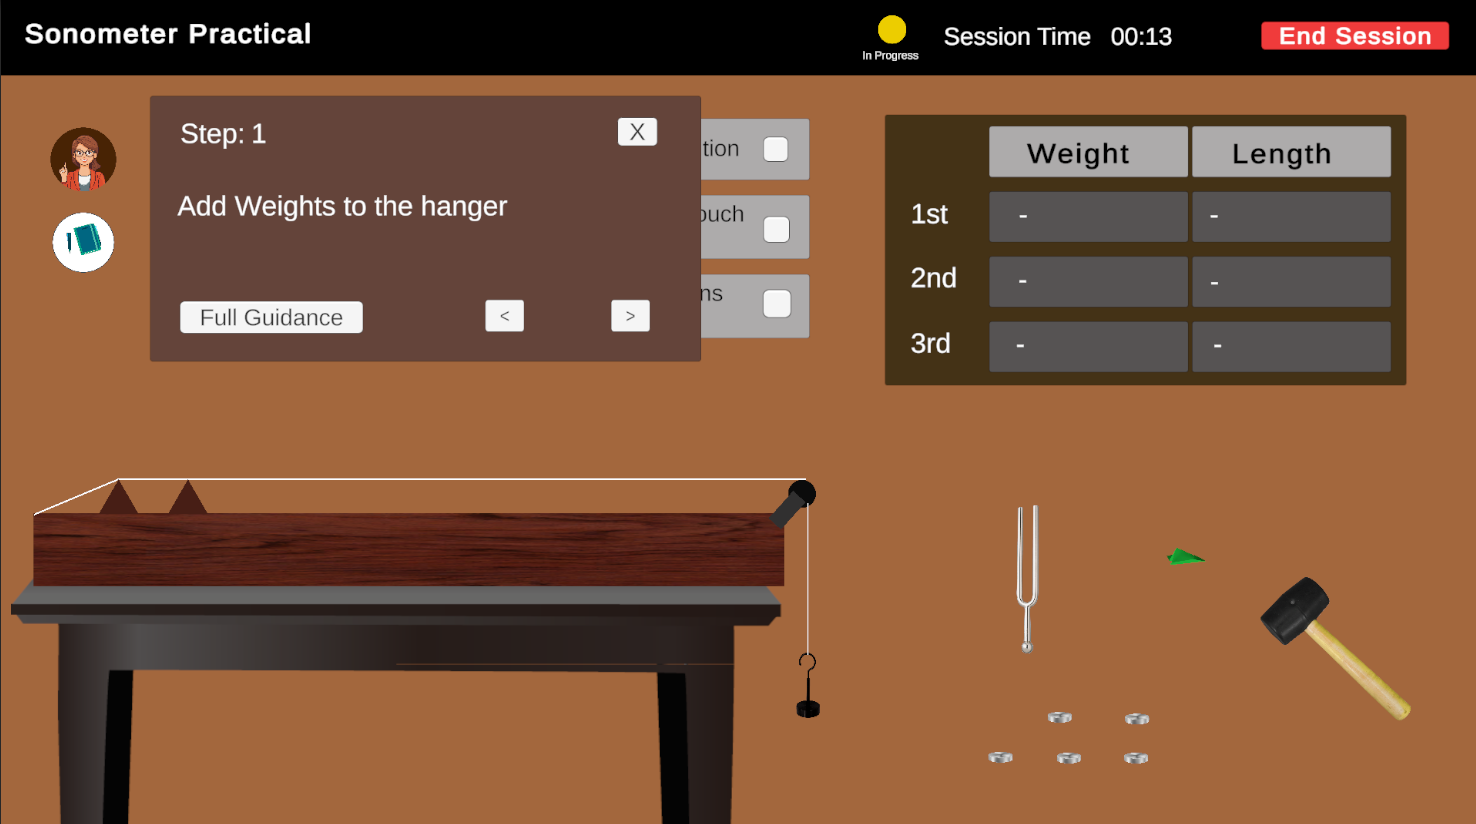 Sonometer Practical
In Progress
Session Time 00:13
End Session
Step: 1
X
Add Weights to the hanger
Full Guidance
<
>
tion
ouch
ns
Weight Length
1st - -
2nd - -
3rd - -